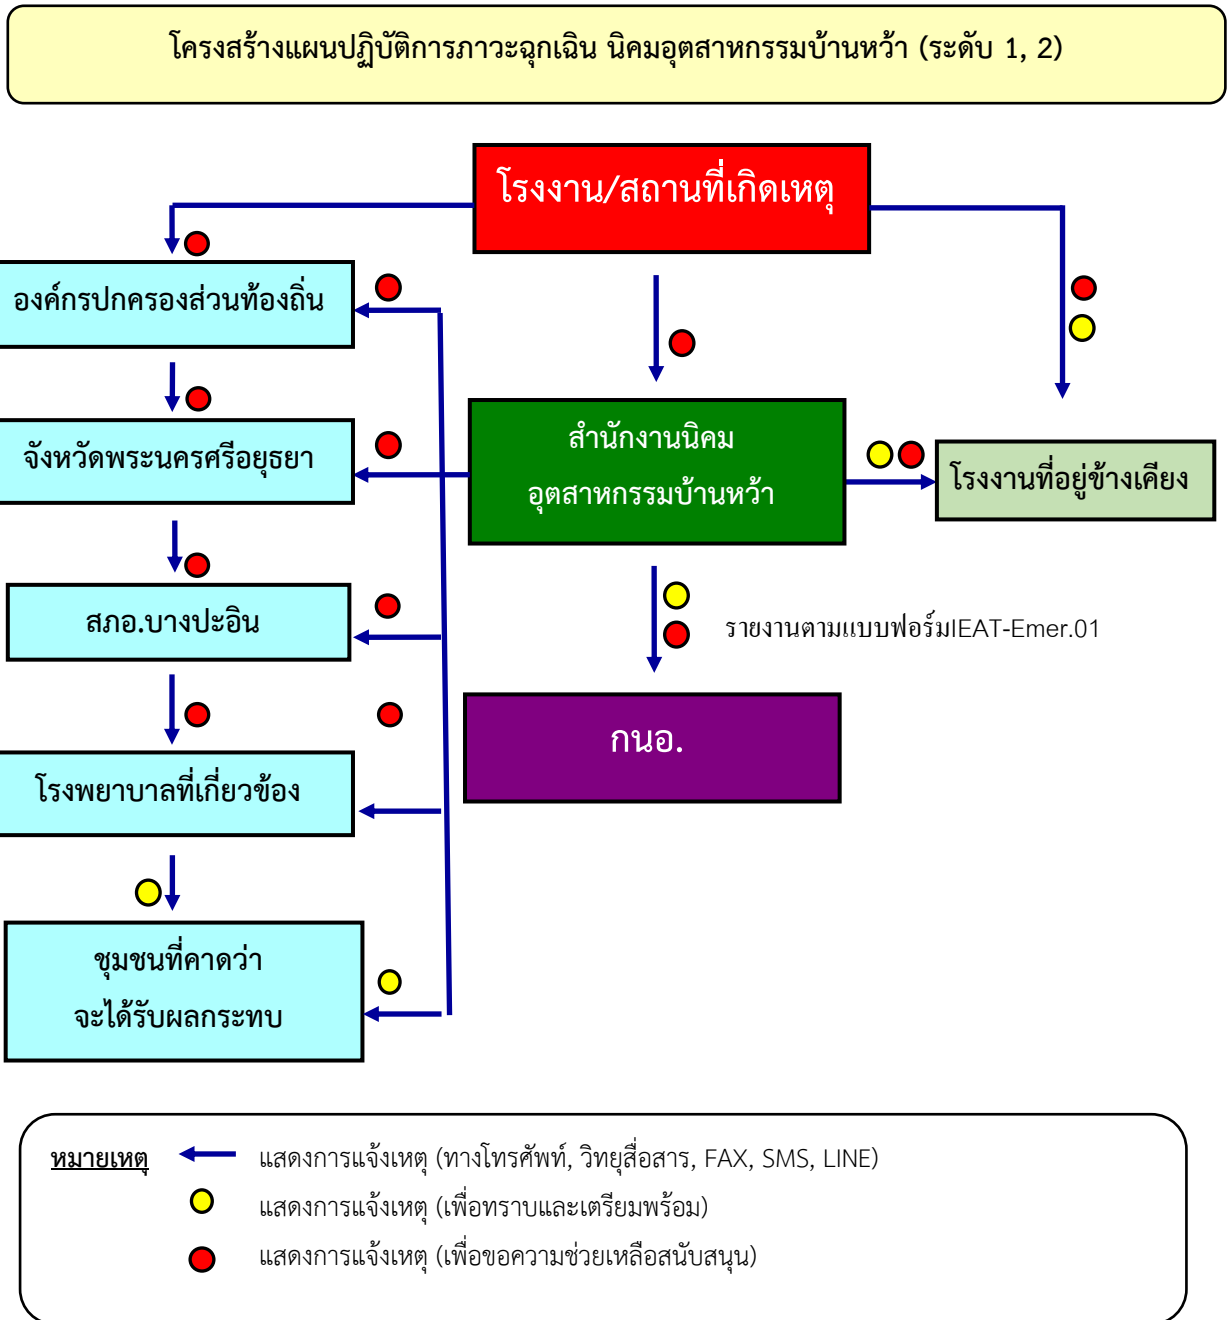 โครงสร้างแผนปฏิบัติการภาวะฉุกเฉิน นิคมอุตสาหกรรมบ้านหว้า (ระดับ 1, 2)
โรงงาน/สถานที่เกิดเหตุ
องค์กรปกครองส่วนท้องถิ่น
จังหวัดพระนครศรีอยุธยา
สำนักงานนิคม
อุตสาหกรรมบ้านหว้า
โรงงานที่อยู่ข้างเคียง
สภอ.บางปะอิน
รายงานตามแบบฟอร์มIEAT-Emer.01
กนอ.
โรงพยาบาลที่เกี่ยวข้อง
ชุมชนที่คาดว่า
จะได้รับผลกระทบ
หมายเหตุ แสดงการแจ้งเหตุ (ทางโทรศัพท์, วิทยุสื่อสาร, FAX, SMS, LINE)
แสดงการแจ้งเหตุ (เพื่อทราบและเตรียมพร้อม)
แสดงการแจ้งเหตุ (เพื่อขอความช่วยเหลือสนับสนุน)